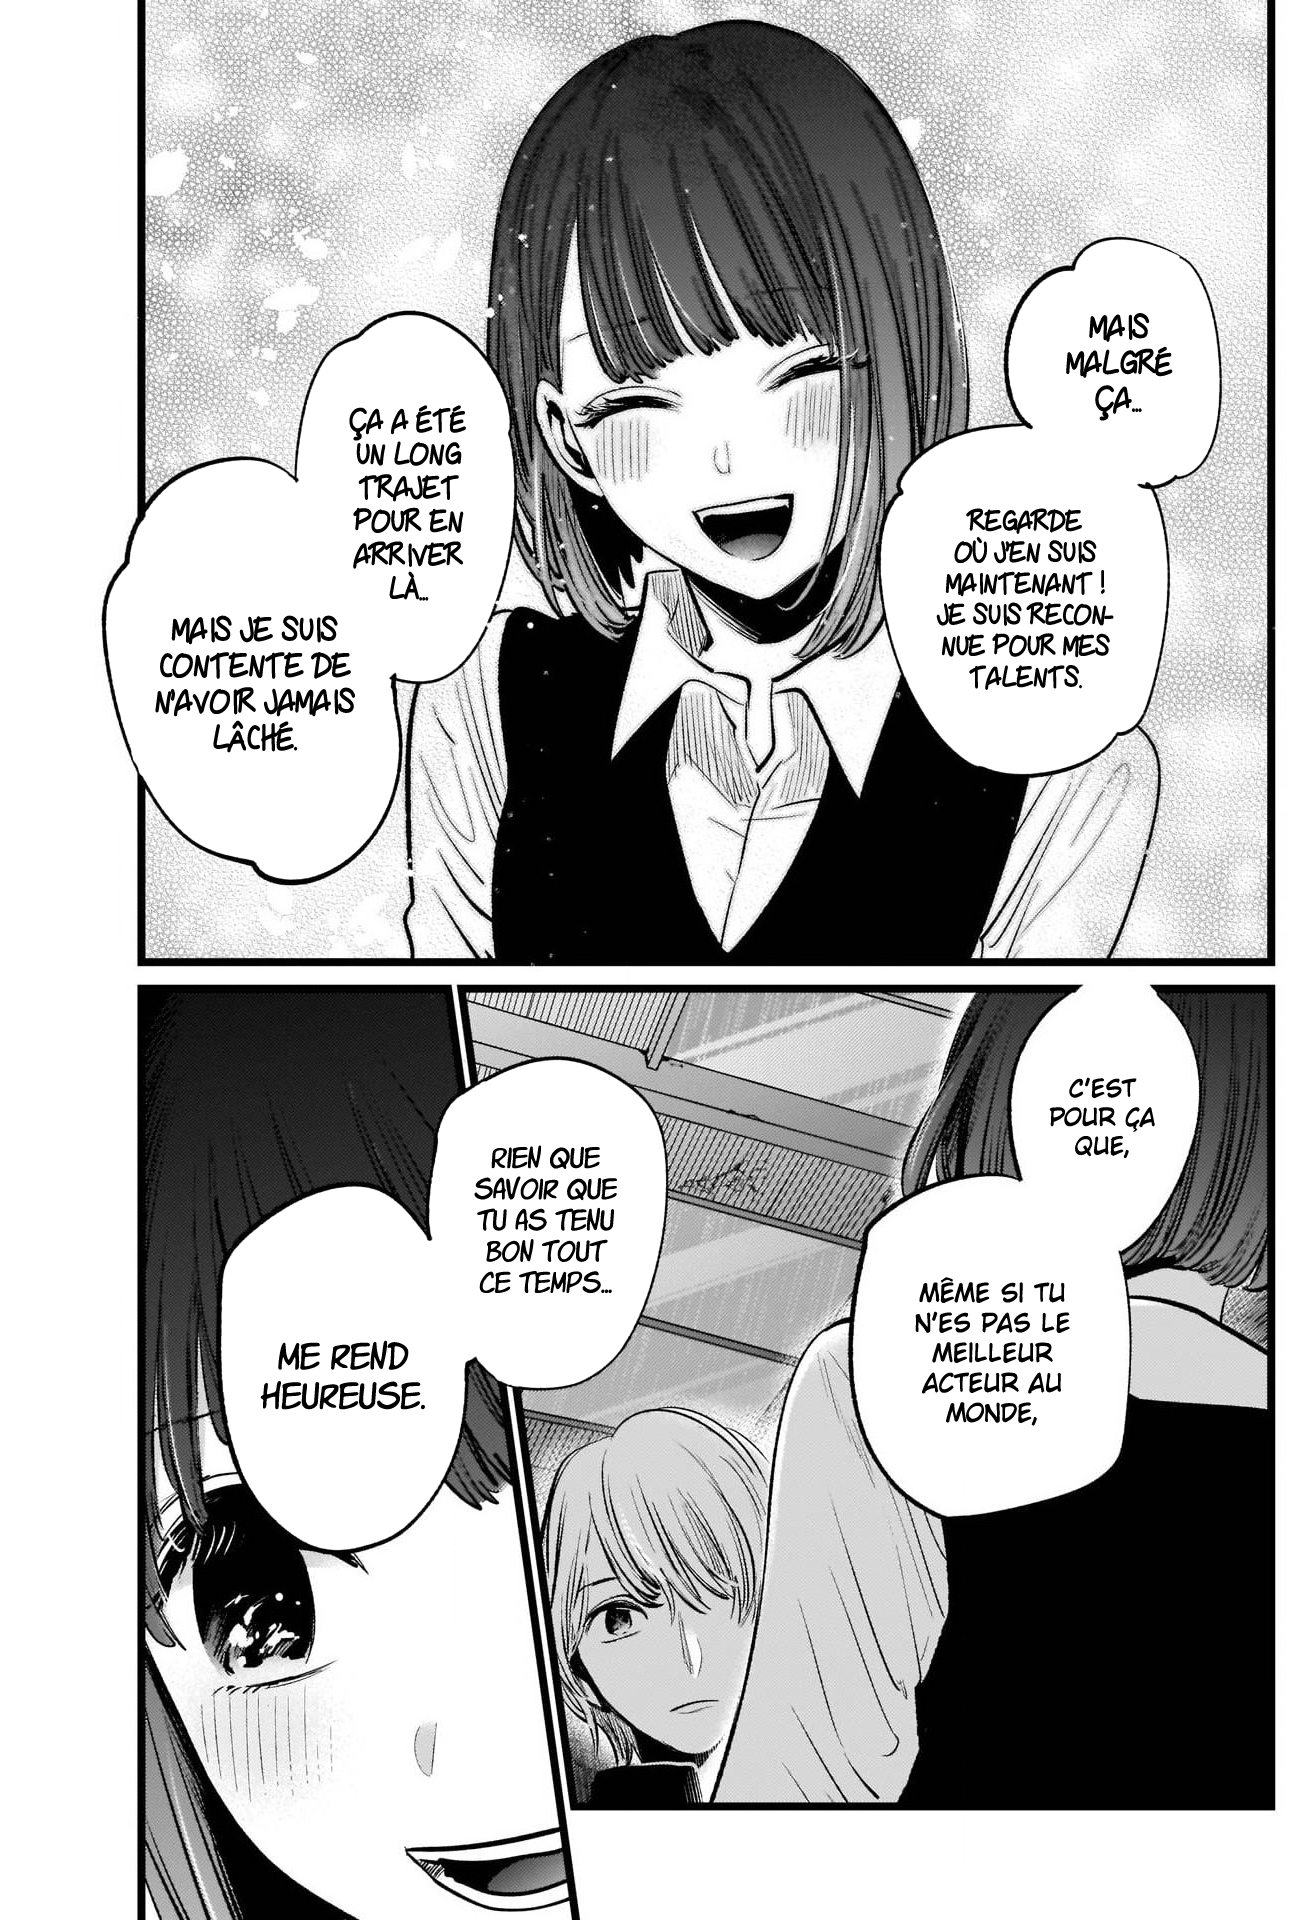 MAIS
MALGRÉ
ÇA...
REGARDE
OÙ J'EN SUIS
MAINTENANT !
JE SUIS RECON-
NUE POUR MES
TALENTS.
ÇA A ÉTÉ
UN LONG
TRAJET
POUR EN
ARRIVER
LÀ...
MAIS JE SUIS
CONTENTE DE
N'AVOIR JAMAIS
LÂCHÉ.
C'EST
POUR ÇA
QUE,
MÊME SI TU
N'ES PAS LE
MEILLEUR
ACTEUR AU
MONDE,
RIEN QUE
SAVOIR QUE
TU AS TENU
BON TOUT
CE TEMPS...
ME REND
HEUREUSE.